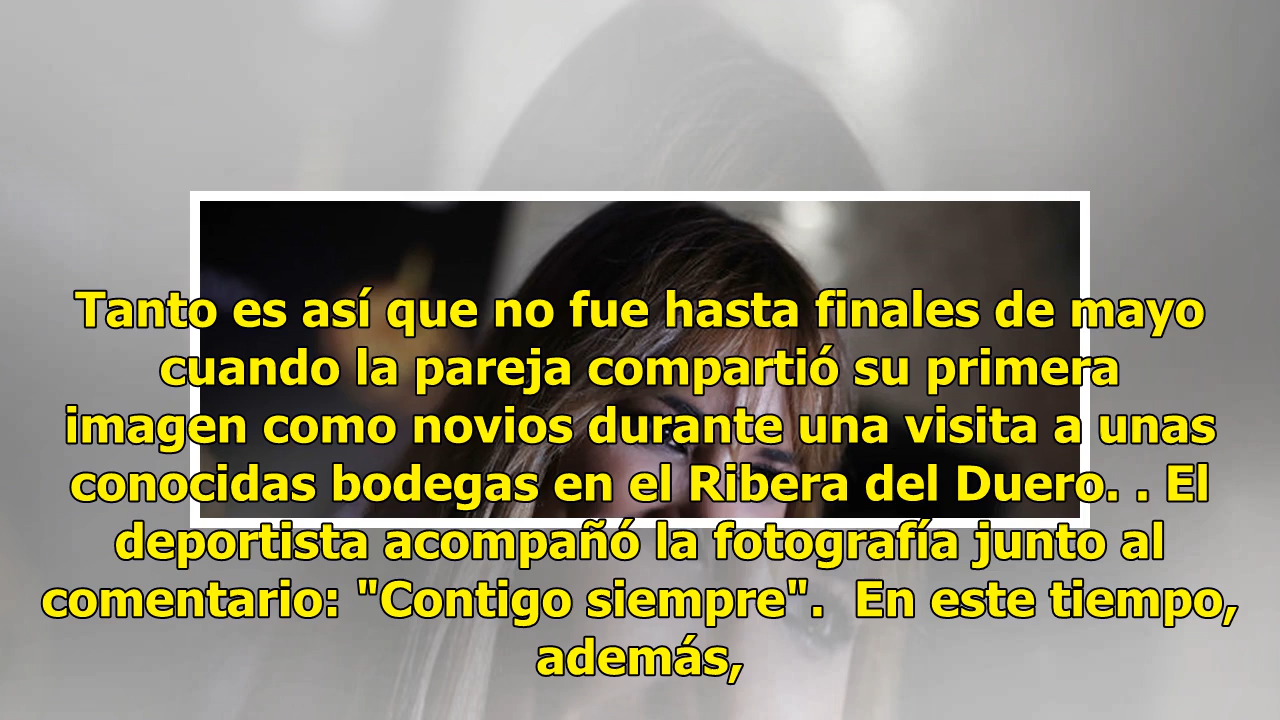 Tanto es así que no fue hasta finales de mayo
cuando la pareja compartió su primera
imagen como novios durante una visita a unas
conocidas bodegas en el Ribera del Duero. . El
deportista acompañó la fotografía junto al
comentario: "Contigo siempre".  En este tiempo,
además,